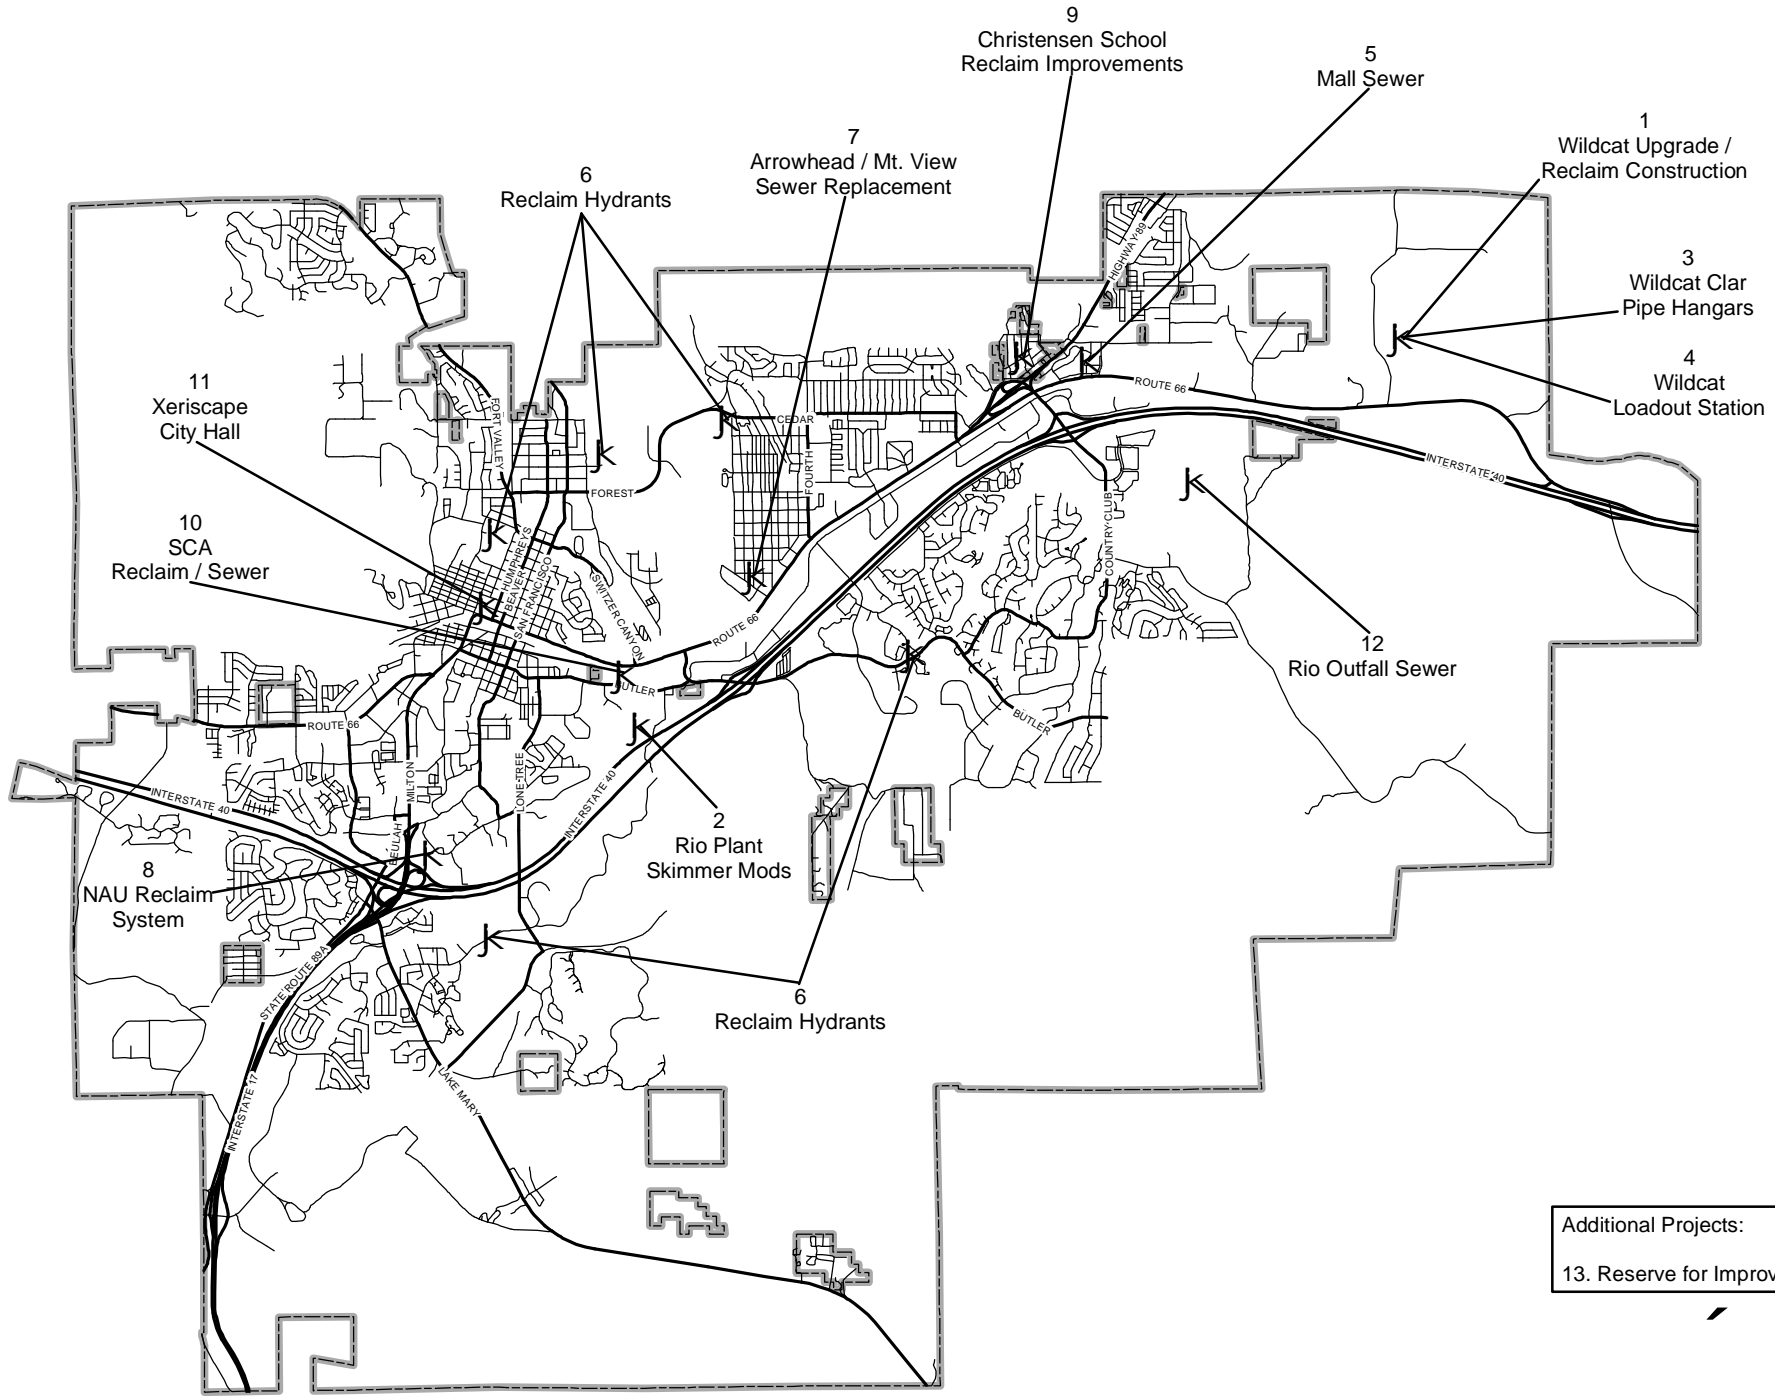 9
Christensen School
Reclaim Improvements
5
Mall Sewer
1
Wildcat Upgrade /
Reclaim Construction
7
Arrowhead / Mt. View
Sewer Replacement
6
Reclaim Hydrants
3
Wildcat Clar
Pipe Hangars
4
Wildcat
Loadout Station
11
Xeriscape
City Hall
10
SCA
Reclaim / Sewer
12
Rio Outfall Sewer
2
Rio Plant
Skimmer Mods
8
NAU Reclaim
System
6
Reclaim Hydrants
HIGHWAY 89
ROUTE 66
INTERSTATE 40
CEDAR
FOURTH
FORT VALLEY
FOREST
COUNTRY CLUB
HUMPHREYS
BEAVER
SAN FRANCISCO
SWITZER CANYON
ROUTE 66
BUTLER
BUTLER
ROUTE 66
MILTON
LONE TREE
INTERSTATE 40
INTERSTATE 40
BEULAH
STATE ROUTE 89A
INTERSTATE 17
LAKE MARY
Additional Projects:
13. Reserve for Improv